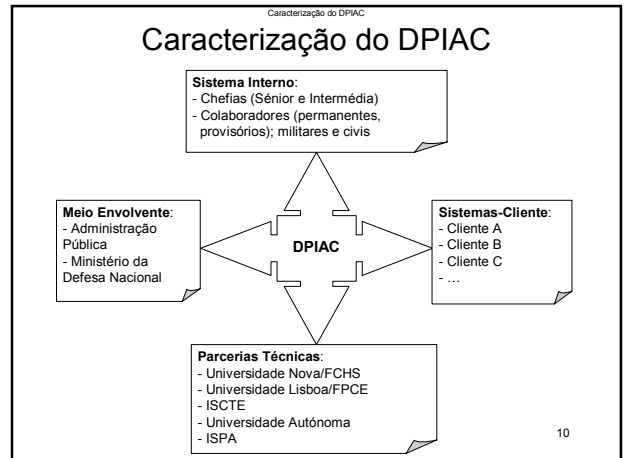 Caracterização do DPIAC
Caracterização do DPIAC
Sistema Interno:
- Chefias (Sénior e Intermédia)
- Colaboradores (permanentes,
provisórios); militares e civis
Meio Envolvente:
- Administração
Pública
- Ministério da
Defesa Nacional
DPIAC
Sistemas-Cliente:
- Cliente A
- Cliente B
- Cliente C
- …
Parcerias Técnicas:
- Universidade Nova/FCHS
- Universidade Lisboa/FPCE
- ISCTE
- Universidade Autónoma
- ISPA
10